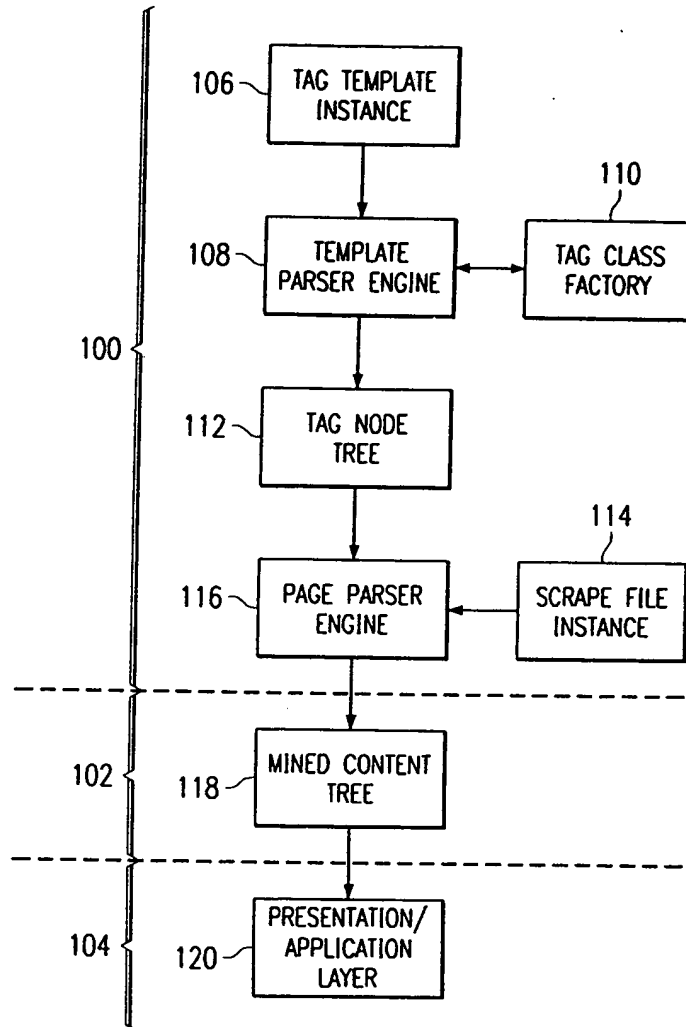 106
TAG TEMPLATE
INSTANCE
110
108
TEMPLATE
PARSER ENGINE
TAG CLASS
FACTORY
100
112
TAG NODE
TREE
114
116
PAGE PARSER
ENGINE
SCRAPE FILE
INSTANCE
102
118
MINED CONTENT
TREE
104
120
PRESENTATION/
APPLICATION
LAYER